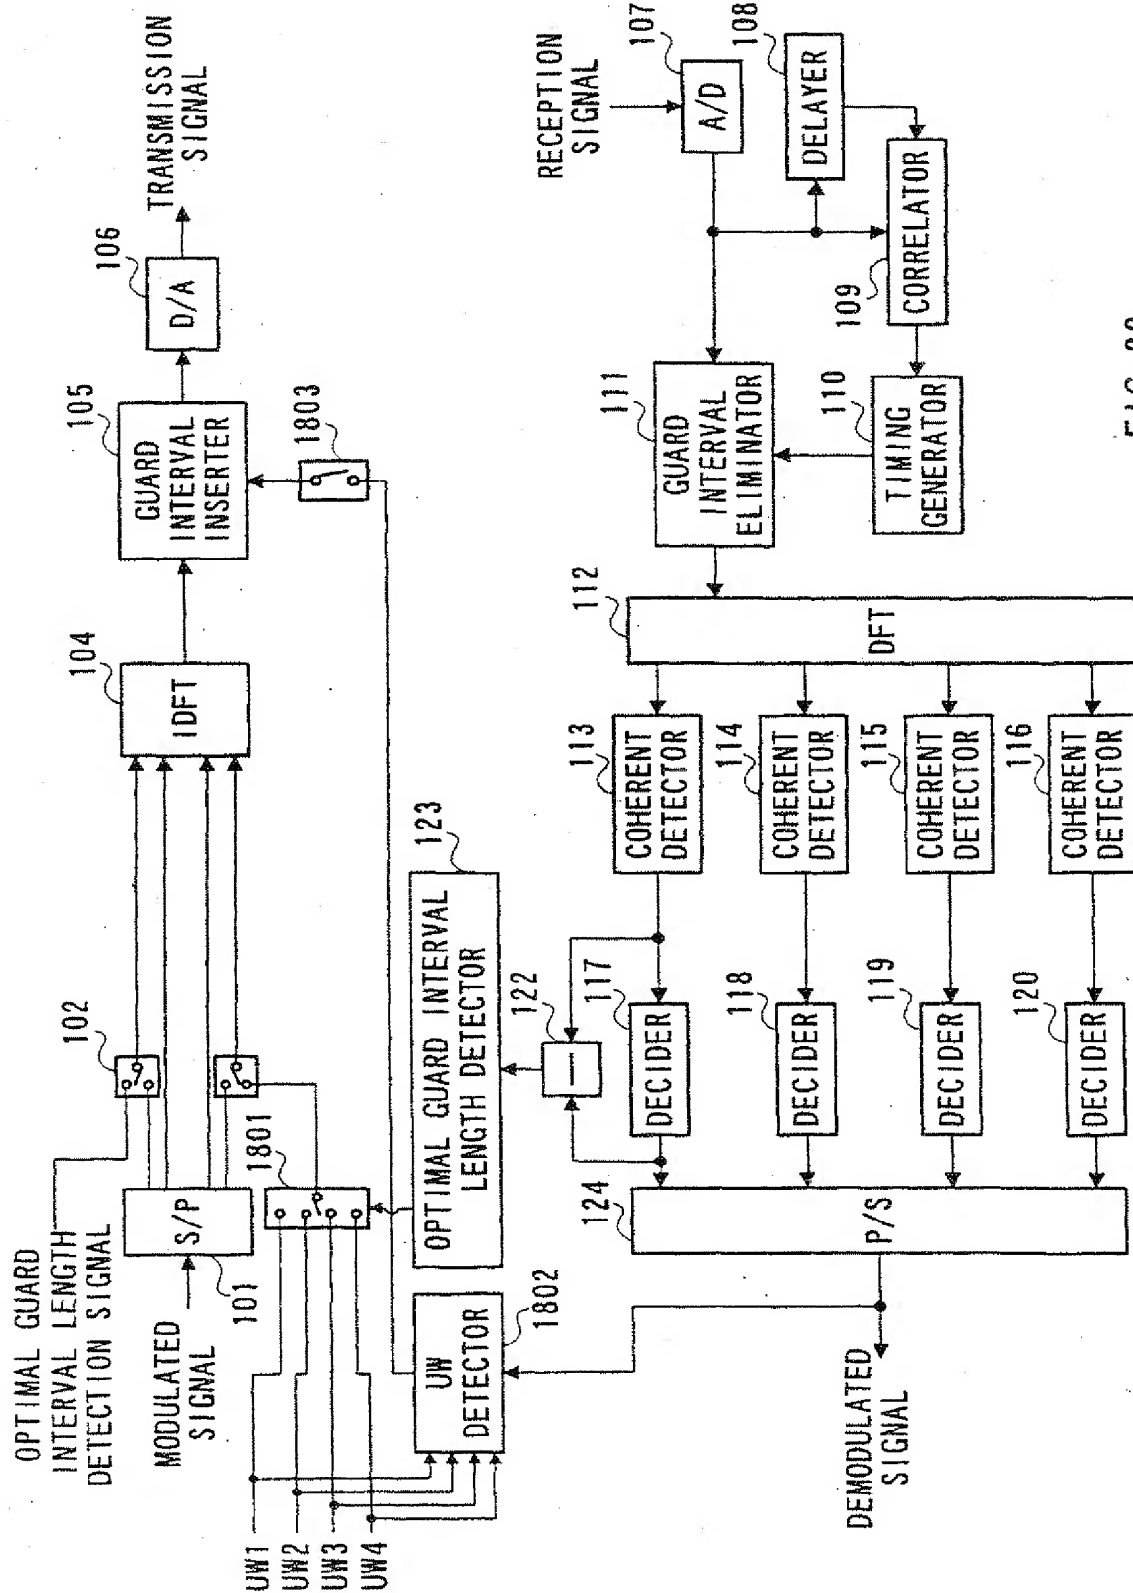 OPTIMAL GUARD
INTERVAL LENGTH
DETECTION SIGNAL
MODULATED
SIGNAL
S/P
101
102
104
IDFT
105
GUARD
INTERVAL
INSERTER
106
D/A
TRANSMISSION
SIGNAL
UW1
UW2
UW3
UW4
1801
1803
UW
DETECTOR
1802
OPTIMAL GUARD INTERVAL
LENGTH DETECTOR
123
122
RECEPTION
SIGNAL
107
A/D
108
DELAYER
109
CORRELATOR
110
TIMING
GENERATOR
111
GUARD
INTERVAL
ELIMINATOR
112
DFT
113
COHERENT
DETECTOR
114
COHERENT
DETECTOR
115
COHERENT
DETECTOR
116
COHERENT
DETECTOR
117
DECIDER
118
DECIDER
119
DECIDER
120
DECIDER
124
P/S
DEMODULATED
SIGNAL